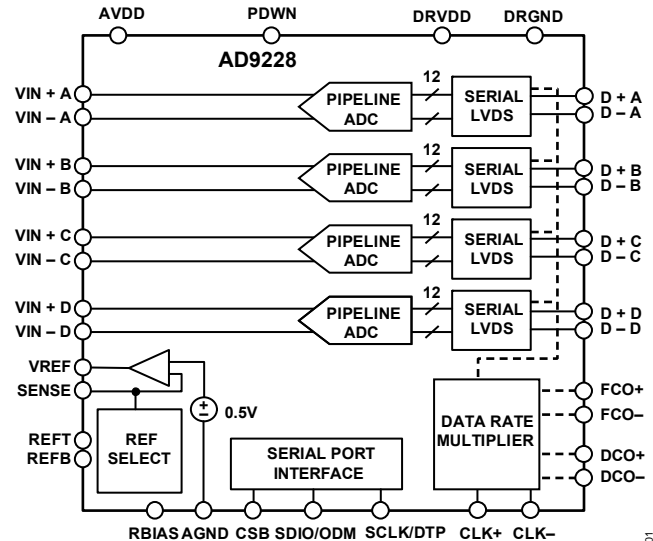 AVDD PDWN DRVDD DRGND
AD9228
VIN + A
VIN – A
PIPELINE
ADC
12
SERIAL
LVDS
D + A
D – A
VIN + B
VIN – B
PIPELINE
ADC
12
SERIAL
LVDS
D + B
D – B
VIN + C
VIN – C
PIPELINE
ADC
12
SERIAL
LVDS
D + C
D – C
VIN + D
VIN – D
PIPELINE
ADC
12
SERIAL
LVDS
D + D
D – D
VREF
SENSE
+
–
0.5V
REFT
REFB
REF
SELECT
SERIAL PORT
INTERFACE
DATA RATE
MULTIPLIER
FCO+
FCO–
DCO+
DCO–
RBIAS AGND CSB SDIO/ODM SCLK/DTP CLK+ CLK–
01